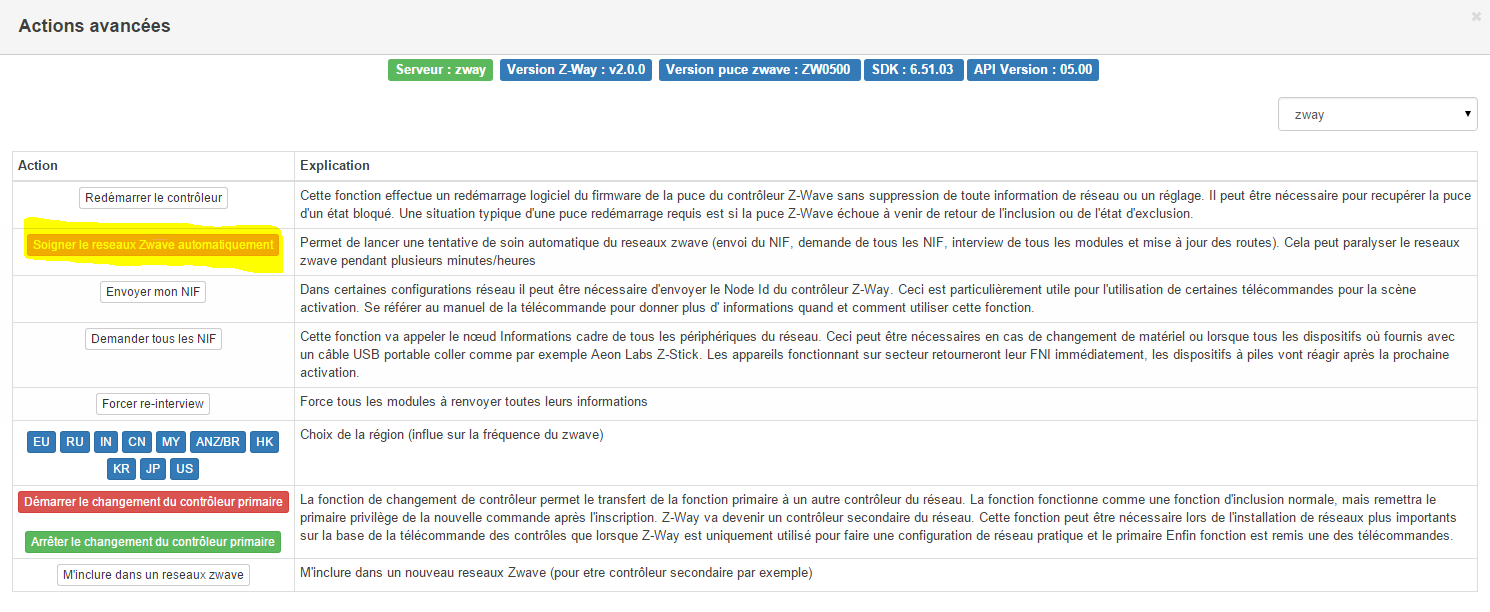 Actions avancées
×
Serveur : zway Version Z-Way : v2.0.0 Version puce zwave : ZW0500 SDK : 6.51.03 API Version : 05.00
zway
Action Explication
Redémarrer le contrôleur
Cette fonction effectue un redémarrage logiciel du firmware de la puce du contrôleur Z-Wave sans suppression de toute information de réseau ou un réglage. Il peut être nécessaire pour recupérer la puce
d'un état bloqué. Une situation typique d'une puce redémarrage requis est si la puce Z-Wave échoue à venir de retour de l'inclusion ou de l'état d'exclusion.
Soigner le reseaux Zwave automatiquement
Permet de lancer une tentative de soin automatique du reseaux zwave (envoi du NIF, demande de tous les NIF, interview de tous les modules et mise à jour des routes). Cela peut paralyser le reseaux
zwave pendant plusieurs minutes/heures
Envoyer mon NIF
Dans certaines configurations réseau il peut être nécessaire d'envoyer le Node Id du contrôleur Z-Way. Ceci est particulièrement utile pour l'utilisation de certaines télécommandes pour la scène
activation. Se référer au manuel de la télécommande pour donner plus d' informations quand et comment utiliser cette fonction.
Demander tous les NIF
Cette fonction va appeler le nœud Informations cadre de tous les périphériques du réseau. Ceci peut être nécessaires en cas de changement de matériel ou lorsque tous les dispositifs où fournis avec
un câble USB portable coller comme par exemple Aeon Labs Z-Stick. Les appareils fonctionnant sur secteur retourneront leur FNI immédiatement, les dispositifs à piles vont réagir après la prochaine
activation.
Forcer re-interview
Force tous les modules à renvoyer toutes leurs informations
EU RU IN CN MY ANZ/BR HK
KR JP US
Choix de la région (influe sur la fréquence du zwave)
Démarrer le changement du contrôleur primaire
Arrêter le changement du contrôleur primaire
La fonction de changement de contrôleur permet le transfert de la fonction primaire à un autre contrôleur du réseau. La fonction fonctionne comme une fonction d'inclusion normale, mais remettra le
primaire privilège de la nouvelle commande après l'inscription. Z-Way va devenir un contrôleur secondaire du réseau. Cette fonction peut être nécessaire lors de l'installation de réseaux plus importants
sur la base de la télécommande des contrôles que lorsque Z-Way est uniquement utilisé pour faire une configuration de réseau pratique et le primaire Enfin fonction est remis une des télécommandes.
M'inclure dans un reseaux zwave
M'inclure dans un nouveau reseaux Zwave (pour etre contrôleur secondaire par exemple)